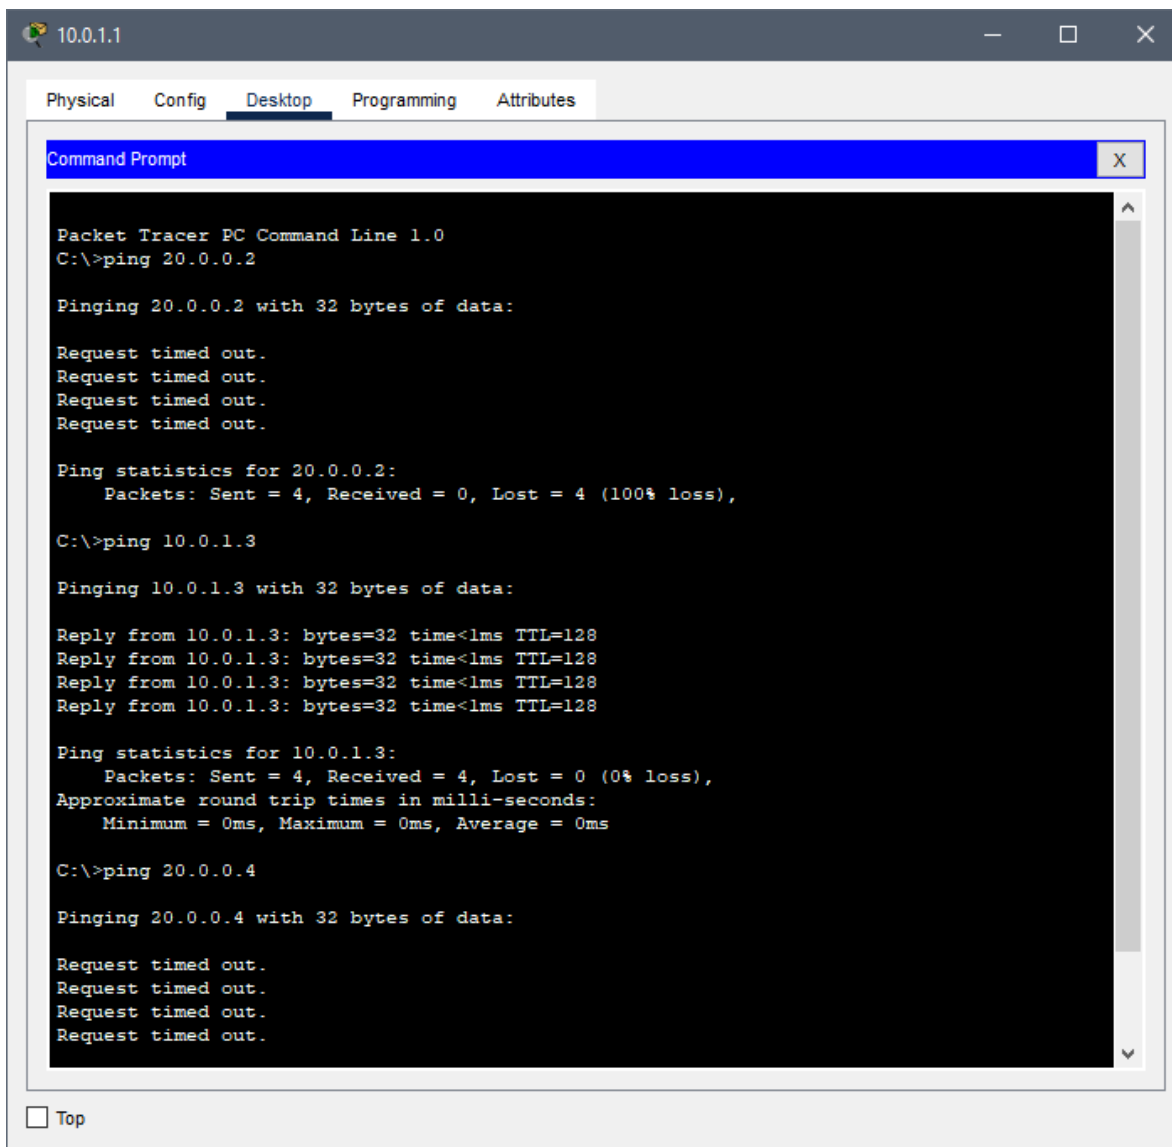 10.0.1.1
Physical Config Desktop Programming Attributes
Command Prompt X
Packet Tracer PC Command Line 1.0
C:\>ping 20.0.0.2
Pinging 20.0.0.2 with 32 bytes of data:
Request timed out.
Request timed out.
Request timed out.
Request timed out.
Ping statistics for 20.0.0.2:
Packets: Sent = 4, Received = 0, Lost = 4 (100% loss),
C:\>ping 10.0.1.3
Pinging 10.0.1.3 with 32 bytes of data:
Reply from 10.0.1.3: bytes=32 time<1ms TTL=128
Reply from 10.0.1.3: bytes=32 time<1ms TTL=128
Reply from 10.0.1.3: bytes=32 time<1ms TTL=128
Reply from 10.0.1.3: bytes=32 time<1ms TTL=128
Ping statistics for 10.0.1.3:
Packets: Sent = 4, Received = 4, Lost = 0 (0% loss),
Approximate round trip times in milli-seconds:
Minimum = 0ms, Maximum = 0ms, Average = 0ms
C:\>ping 20.0.0.4
Pinging 20.0.0.4 with 32 bytes of data:
Request timed out.
Request timed out.
Request timed out.
Request timed out.
Top